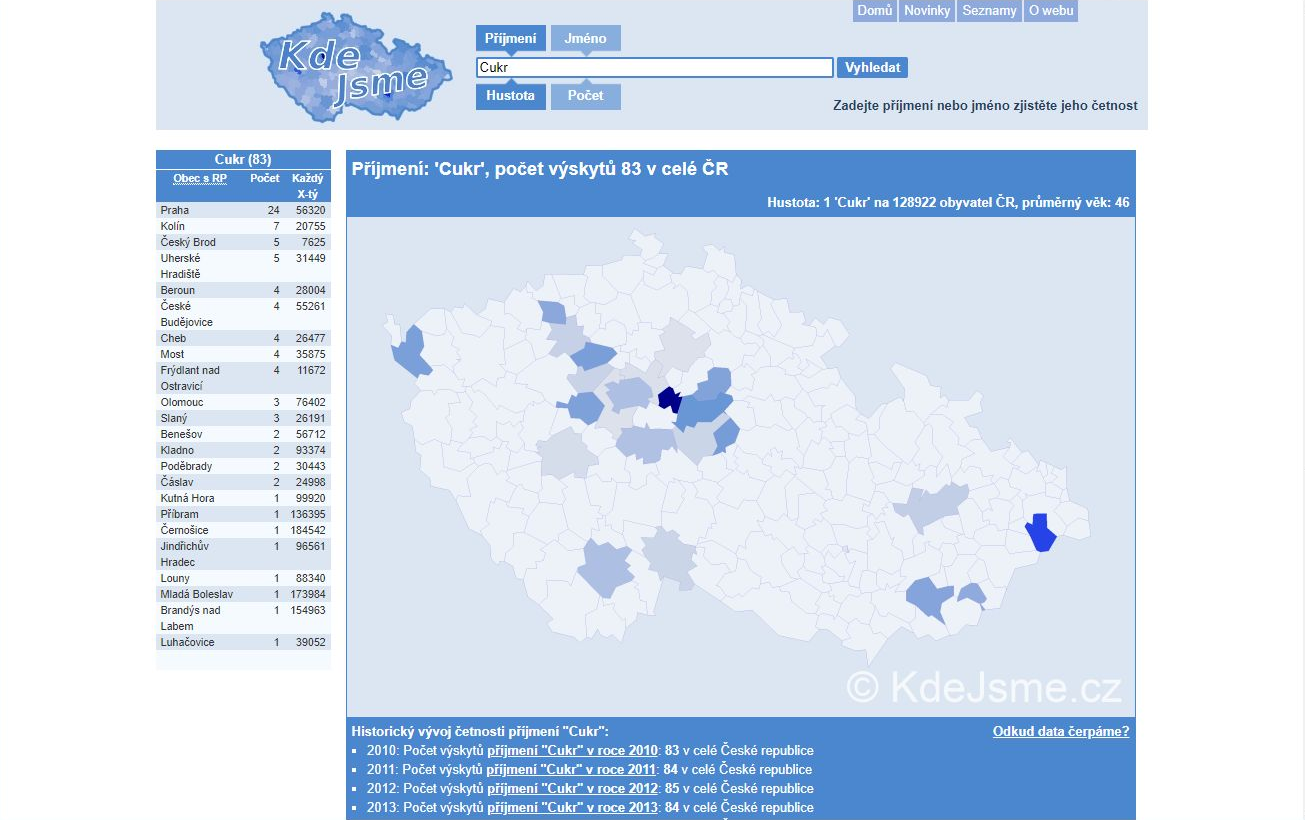 Domů Novinky Seznamy O webu
Kde
Jsme
Příjmení Jméno
Cukr Vyhledat
Hustota Počet
Zadejte příjmení nebo jméno zjistěte jeho četnost
Cukr (83)
Obec s RP Počet Každý
X-tý
Praha 24 56320
Kolín 7 20755
Český Brod 5 7625
Uherské 5 31449
Hradiště
Beroun 4 28004
České 4 55261
Budějovice
Cheb 4 26477
Most 4 35875
Frýdlant nad 4 11672
Ostravicí
Olomouc 3 76402
Slaný 3 26191
Benešov 2 56712
Kladno 2 93374
Poděbrady 2 30443
Čáslav 2 24998
Kutná Hora 1 99920
Příbram 1 136395
Černošice 1 184542
Jindřichův 1 96561
Hradec
Louny 1 88340
Mladá Boleslav 1 173984
Brandýs nad 1 154963
Labem
Luhačovice 1 39052
Příjmení: 'Cukr', počet výskytů 83 v celé ČR
Hustota: 1 'Cukr' na 128922 obyvatel ČR, průměrný věk: 46
© KdeJsme.cz
Historický vývoj četnosti příjmení "Cukr": Odkud data čerpáme?
2010: Počet výskytů příjmení "Cukr" v roce 2010: 83 v celé České republice
2011: Počet výskytů příjmení "Cukr" v roce 2011: 84 v celé České republice
2012: Počet výskytů příjmení "Cukr" v roce 2012: 85 v celé České republice
2013: Počet výskytů příjmení "Cukr" v roce 2013: 84 v celé České republice